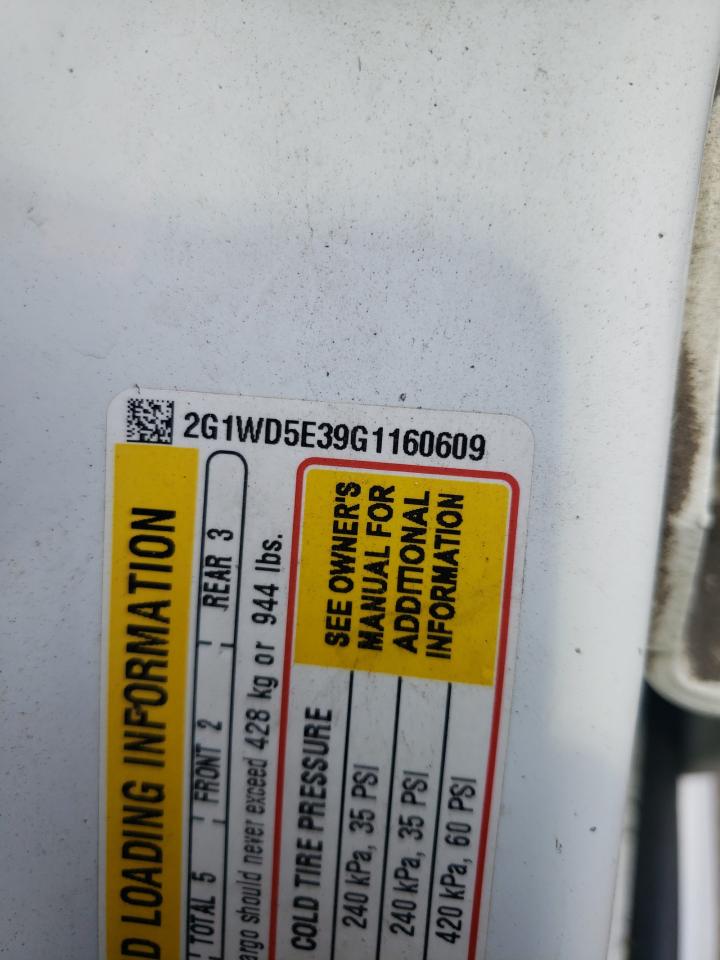 2G1WD5E39G1160609
LOADING INFORMATION
TOTAL 5 FRONT 2 REAR 3
should never exceed 428 kg or 944 lbs.
COLD TIRE PRESSURE
240 kPa, 35 PSI
240 kPa, 35 PSI
420 kPa, 60 PSI
SEE OWNER'S
MANUAL FOR
ADDITIONAL
INFORMATION